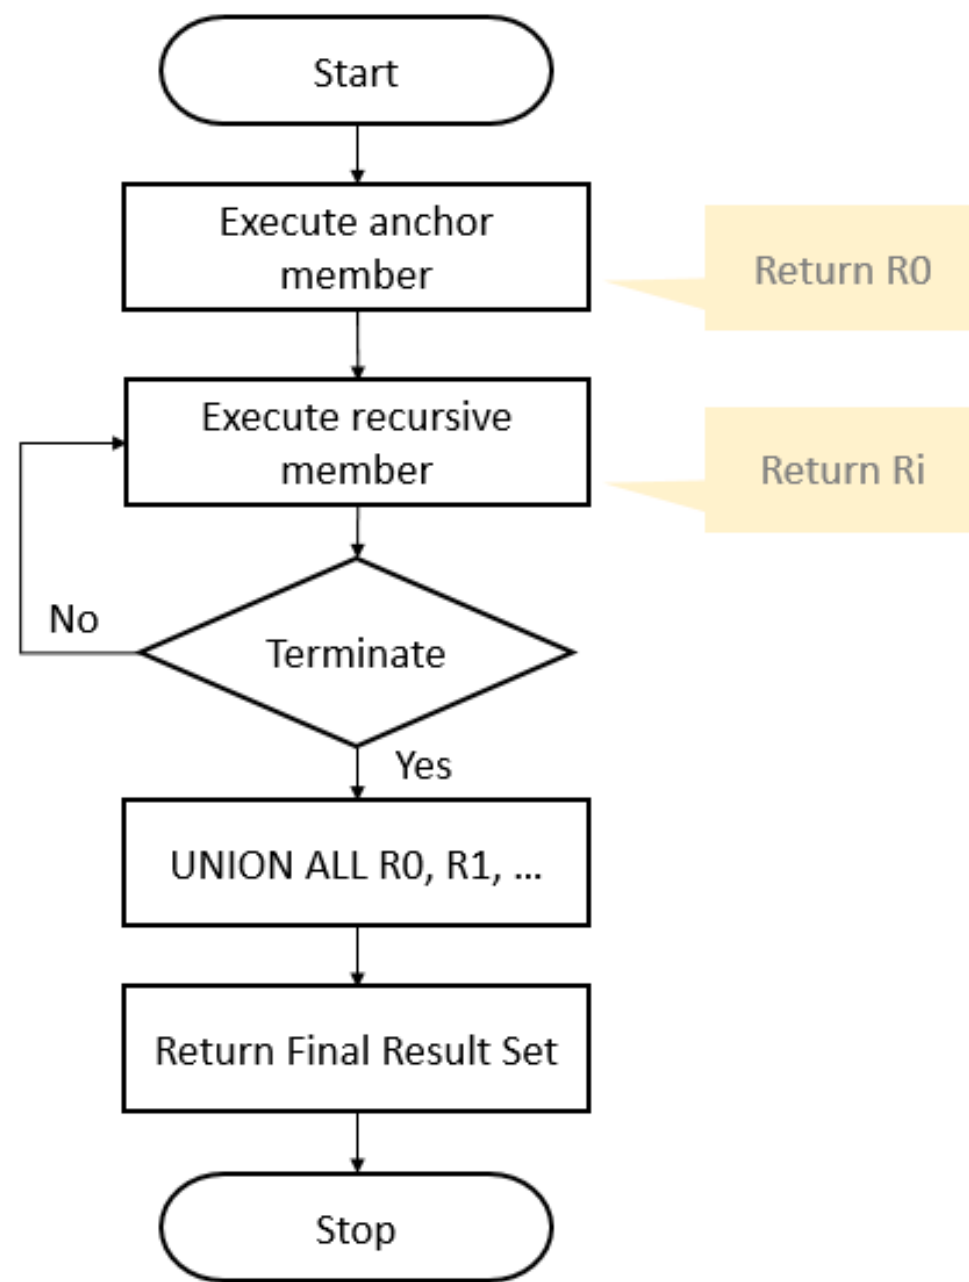 Start
Execute anchor
member
Return R0
Execute recursive
member
Return Ri
No
Terminate
Yes
UNION ALL R0, R1, ...
Return Final Result Set
Stop